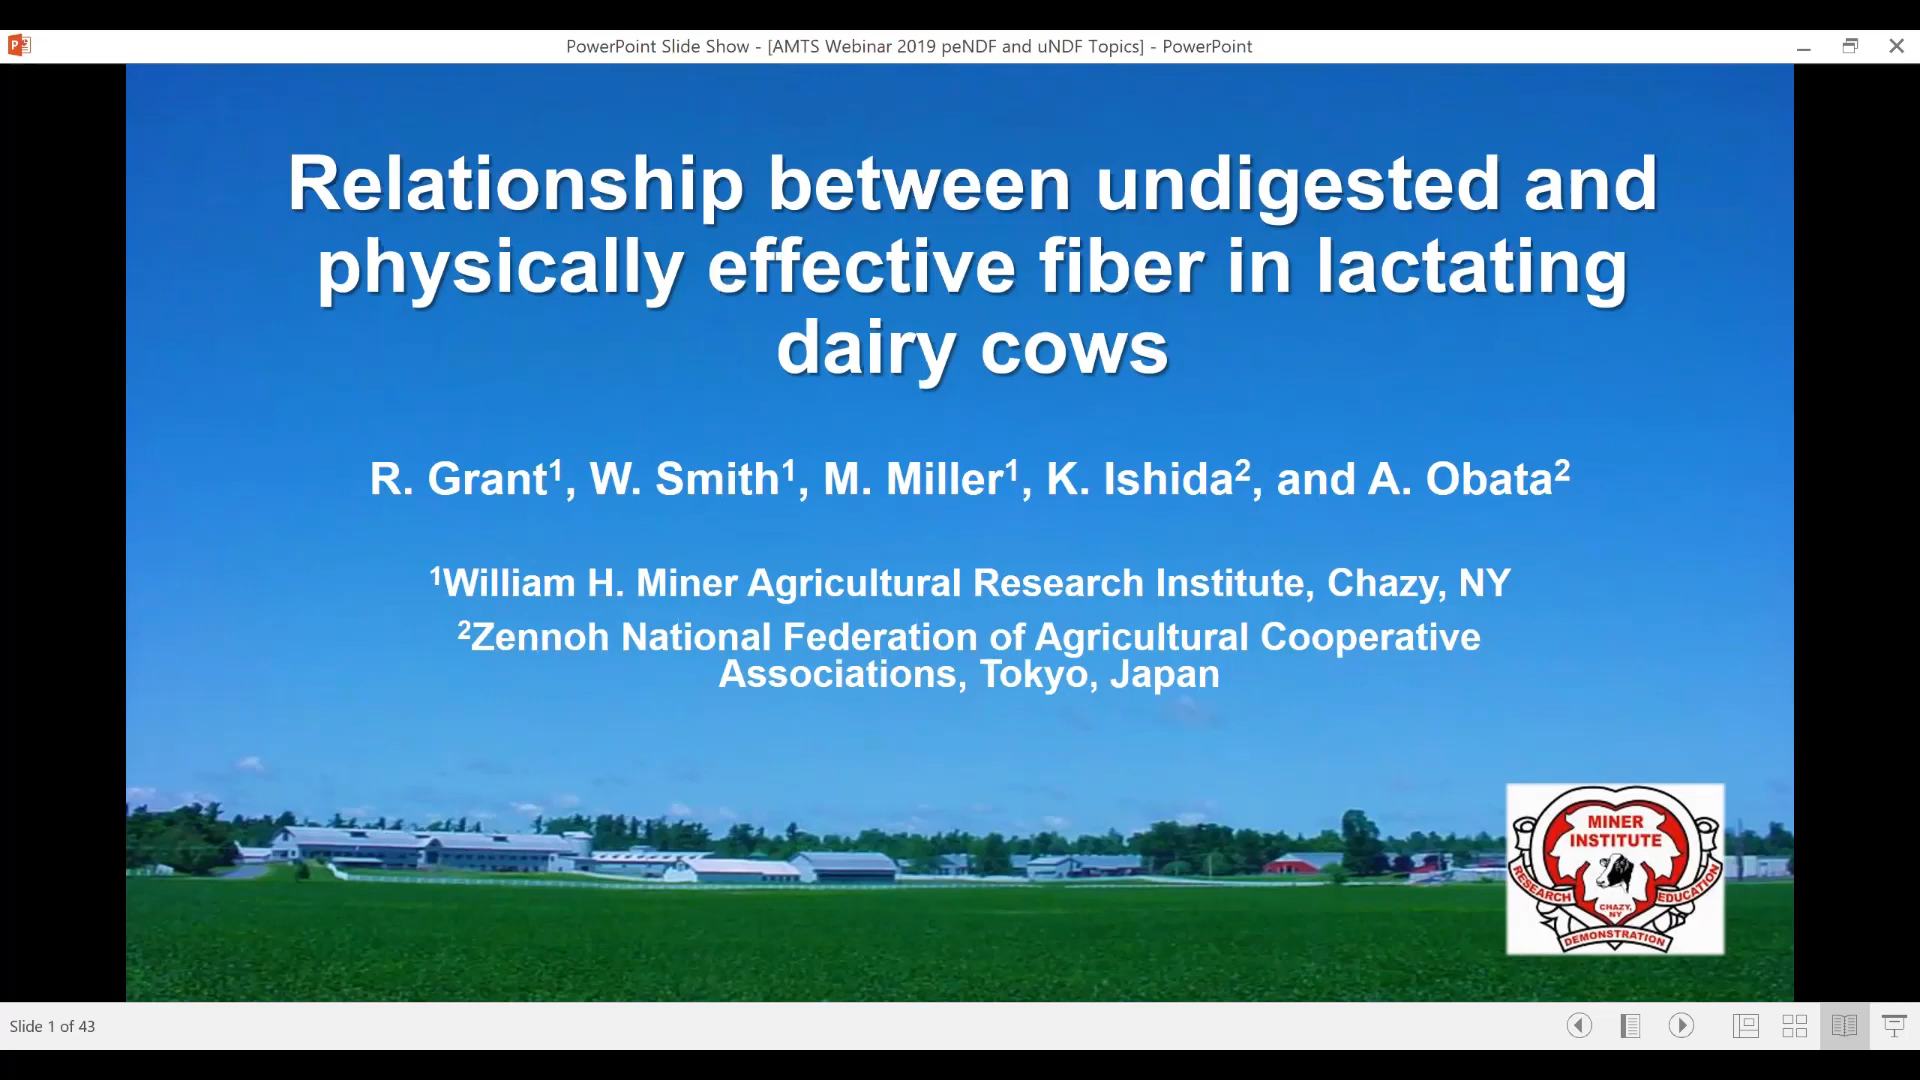 PowerPoint Slide Show - [AMTS Webinar 2019 peNDF and uNDF Topics] - PowerPoint
Relationship between undigested and
physically effective fiber in lactating
dairy cows
R. Grant¹, W. Smith¹, M. Miller¹, K. Ishida², and A. Obata²
¹William H. Miner Agricultural Research Institute, Chazy, NY
²Zennoh National Federation of Agricultural Cooperative
Associations, Tokyo, Japan
MINER
INSTITUTE
RESEARCH
EDUCATION
CHAZY,
NY
DEMONSTRATION
Slide 1 of 43